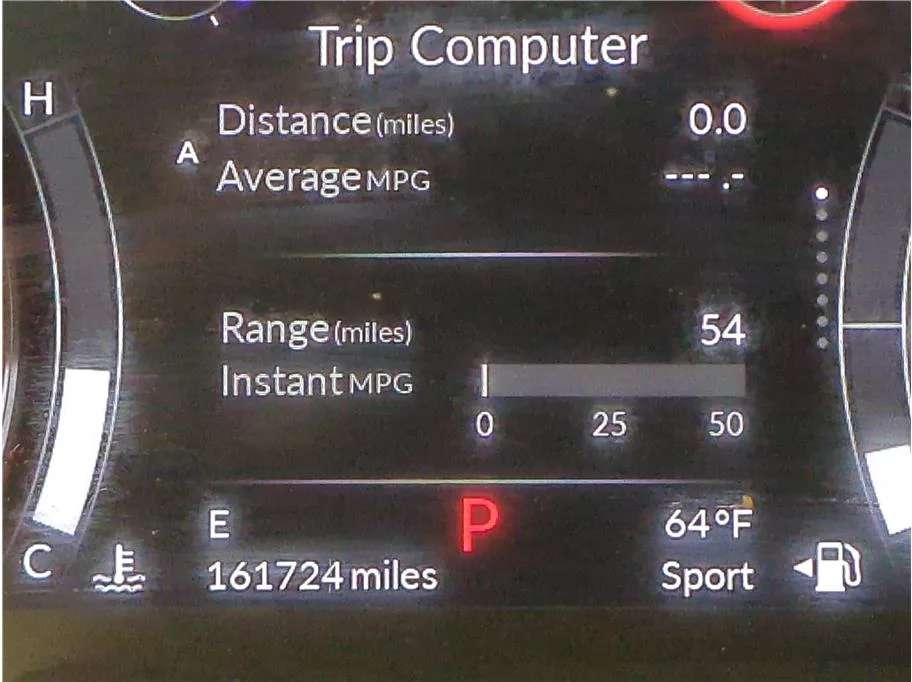 Trip Computer
H
Distance (miles) 0.0
A
Average MPG --- .-
Range (miles) 54
Instant MPG
0 25 50
E P 64°F
C 161724 miles Sport